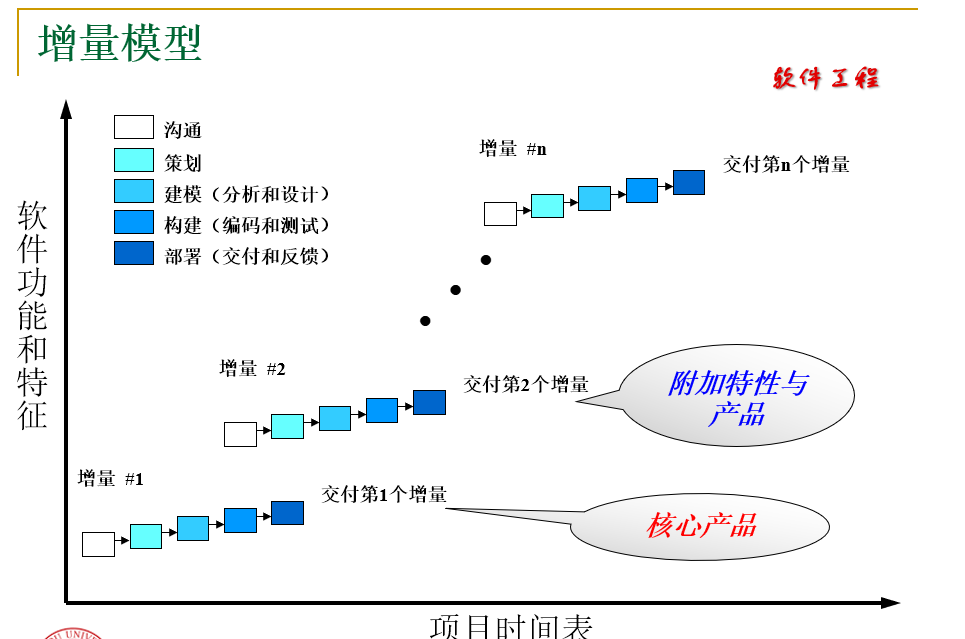 增量模型
软件工程
沟通
策划
建模（分析和设计）
构建（编码和测试）
部署（交付和反馈）
软件功能和特征
增量 #n
交付第n个增量
增量 #2
交付第2个增量
附加特性与
产品
增量 #1
交付第1个增量
核心产品
项目时间表